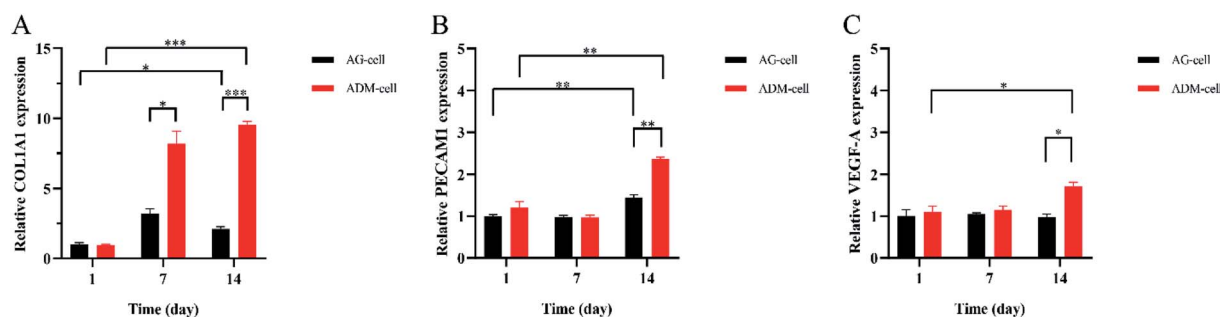 A
Relative COL1A1 expression
15
10
5
0
***
*
*
***
AG-cell
ADM-cell
1 7 14
Time (day)
B
Relative PECAM1 expression
5
4
3
2
1
0
**
**
**
AG-cell
ADM-cell
1 7 14
Time (day)
C
Relative VEGF-A expression
5
4
3
2
1
0
*
*
AG-cell
ADM-cell
1 7 14
Time (day)